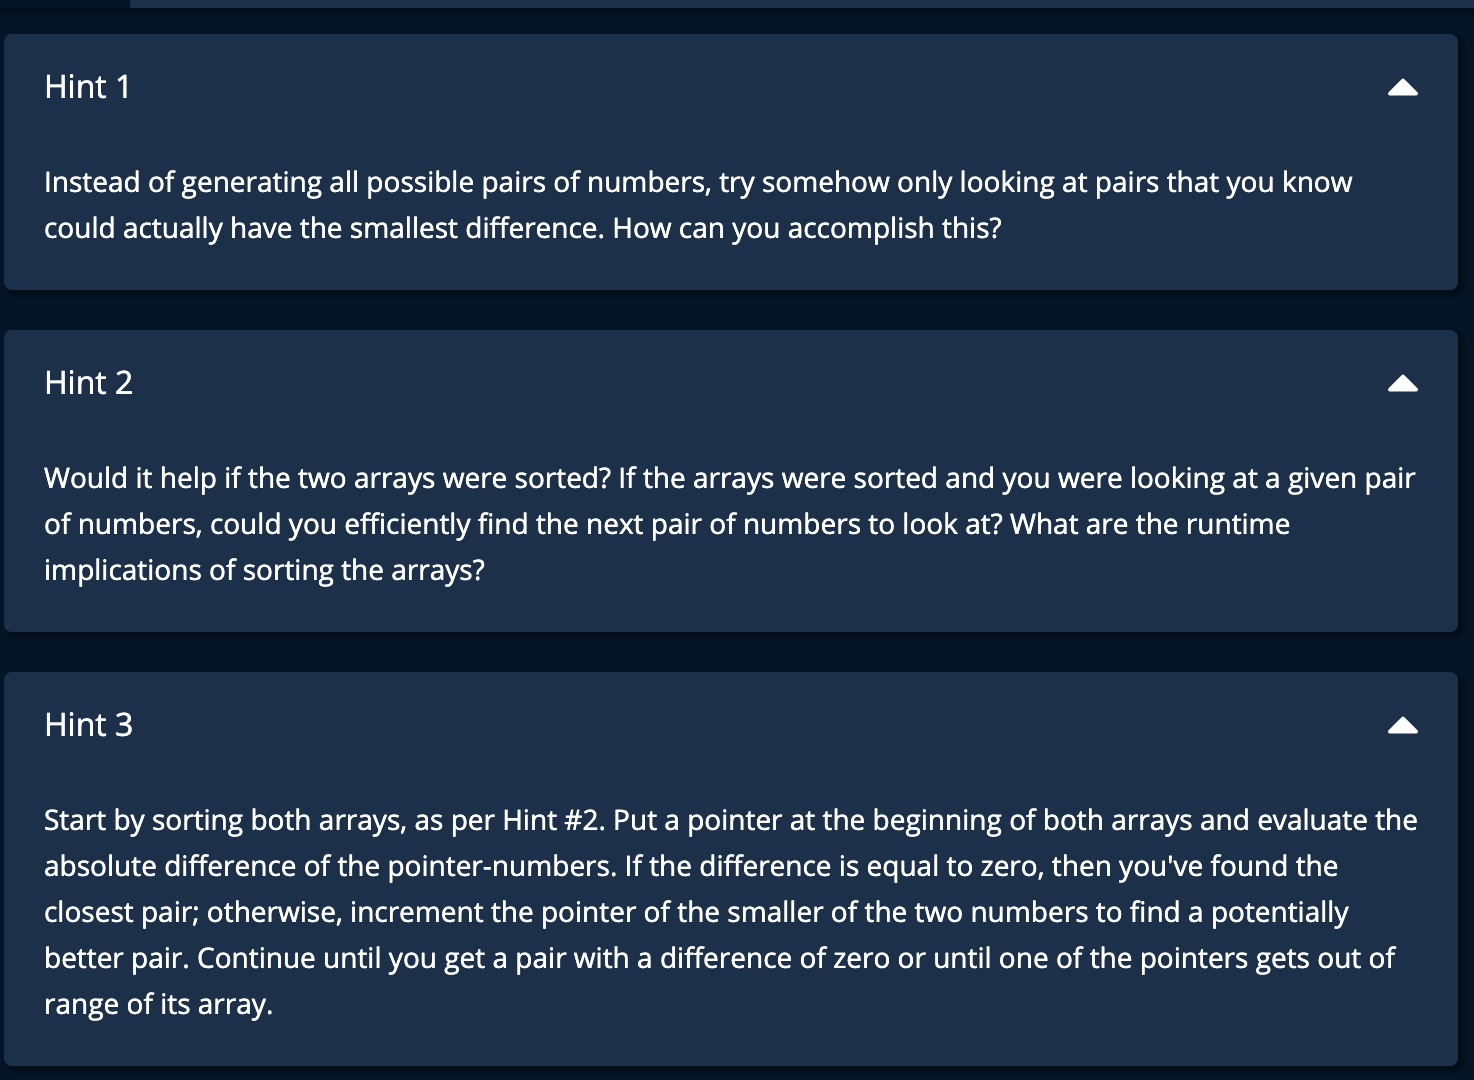 Hint 1
Instead of generating all possible pairs of numbers, try somehow only looking at pairs that you know
could actually have the smallest difference. How can you accomplish this?
Hint 2
Would it help if the two arrays were sorted? If the arrays were sorted and you were looking at a given pair
of numbers, could you efficiently find the next pair of numbers to look at? What are the runtime
implications of sorting the arrays?
Hint 3
Start by sorting both arrays, as per Hint #2. Put a pointer at the beginning of both arrays and evaluate the
absolute difference of the pointer-numbers. If the difference is equal to zero, then you've found the
closest pair; otherwise, increment the pointer of the smaller of the two numbers to find a potentially
better pair. Continue until you get a pair with a difference of zero or until one of the pointers gets out of
range of its array.